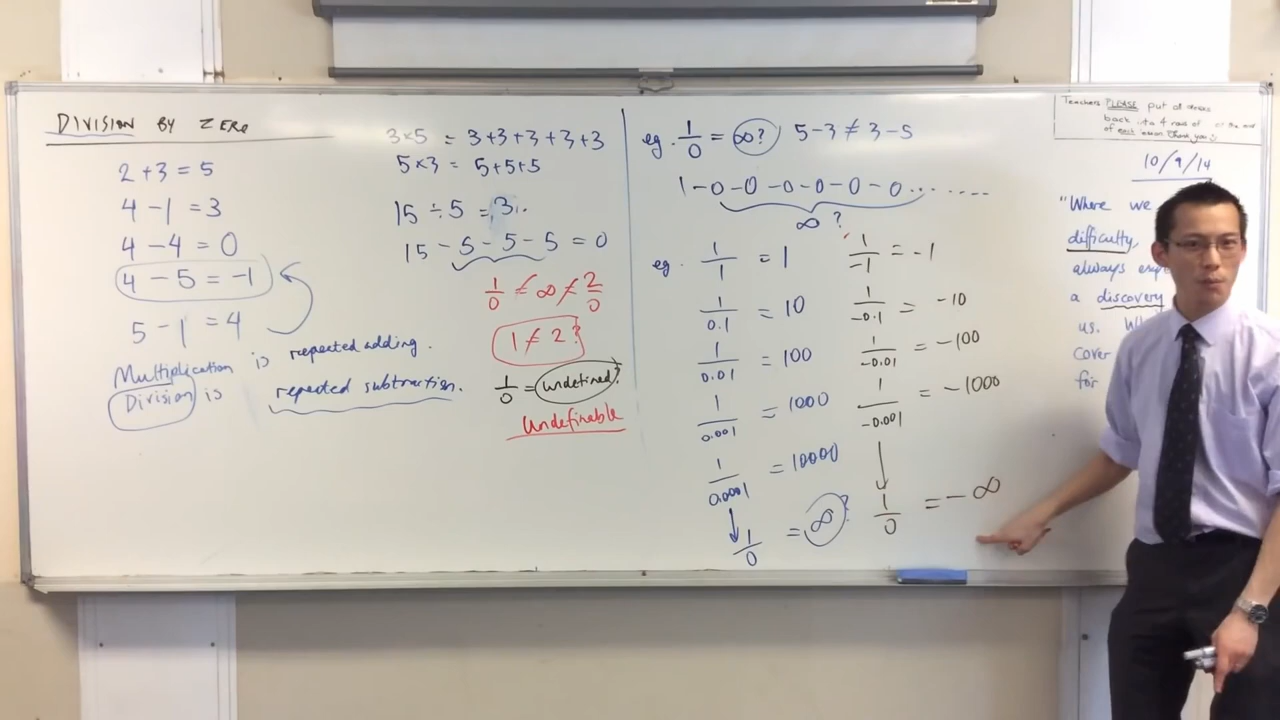 DIVISION BY ZERO
2 + 3 = 5
4 - 1 = 3
4 - 4 = 0
4 - 5 = -1
5 - 1 = 4
Multiplication is repeated adding.
Division is repeated subtraction.
3×5 = 3+3+3+3+3
5×3 = 5+5+5
15 ÷ 5 = 3.
15 - 5 - 5 - 5 = 0
1/0 ≠ ∞ ≠ 2/0
1 ≠ 2?
1/0 = undefined?
Undefinable
eg. 1/0 = ∞? 5-3 ≠ 3-5
1-0-0-0-0-0-0.......
∞?
eg. 1/1 = 1
1/0.1 = 10
1/0.01 = 100
1/0.001 = 1000
1/0.0001 = 10000
↓ 1/0 = ∞?
1/-1 = -1
1/-0.1 = -10
1/-0.01 = -100
1/-0.001 = -1000
↓
1/0 = -∞
Teachers PLEASE put
back 4 rows of at the end
of each lesson Thank you
10/9/14
"Where we
difficulty,
always
a discovery
us.
cover
for